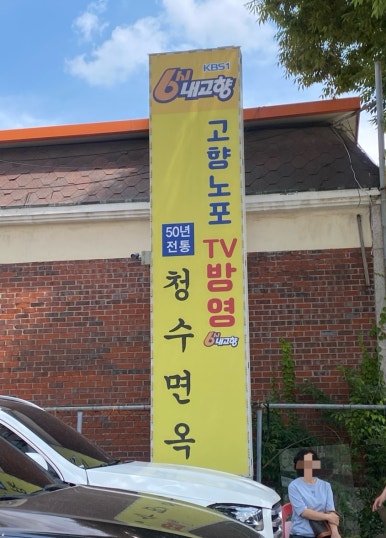 KBS1
6시 내고향
고향노포
TV 방영
6시 내고향
50년
전통
청수면옥